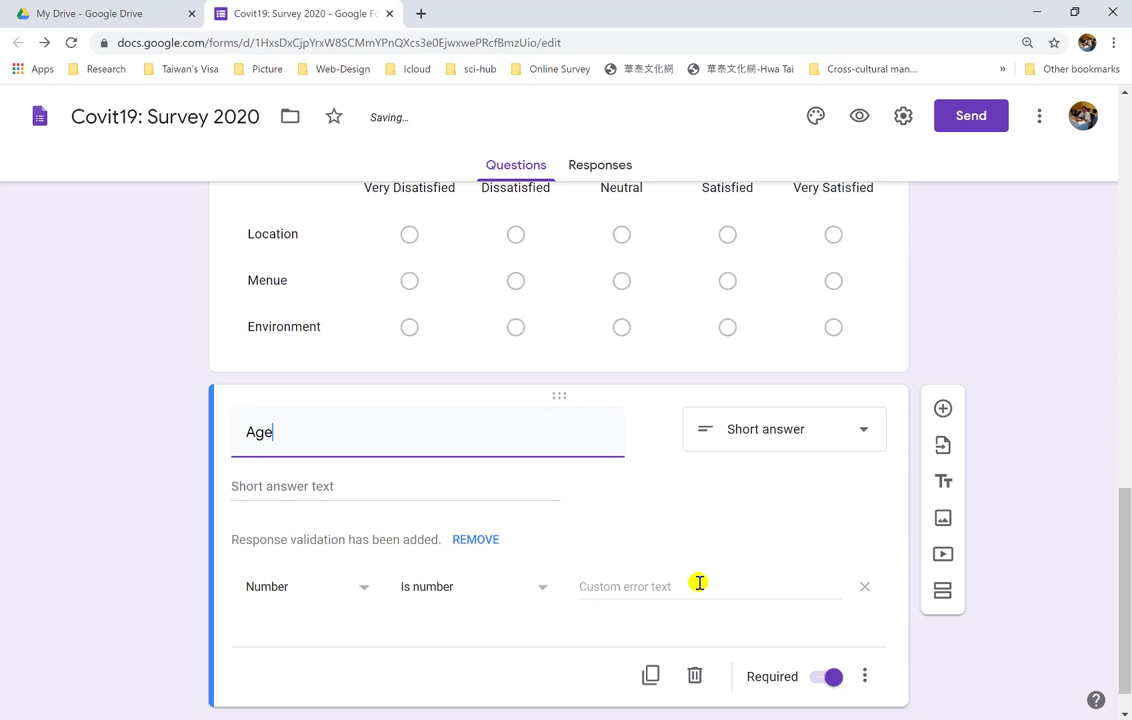 My Drive - Google Drive
Covit19: Survey 2020 - Google Fo
docs.google.com/forms/d/1HxsDxCjpYrxW8SCMmYPnQXcs3e0EjwxwePRcfBmzUio/edit
Apps Research Taiwan's Visa Picture Web-Design Icloud sci-hub Online Survey 華泰文化網 華泰文化網-Hwa Tai Cross-cultural man... » Other bookmarks
Covit19: Survey 2020 Saving... Send
Questions Responses
Very Disatisfied Dissatisfied Neutral Satisfied Very Satisfied
Location
Menue
Environment
Age Short answer
Short answer text
Response validation has been added. REMOVE
Number Is number Custom error text
Required